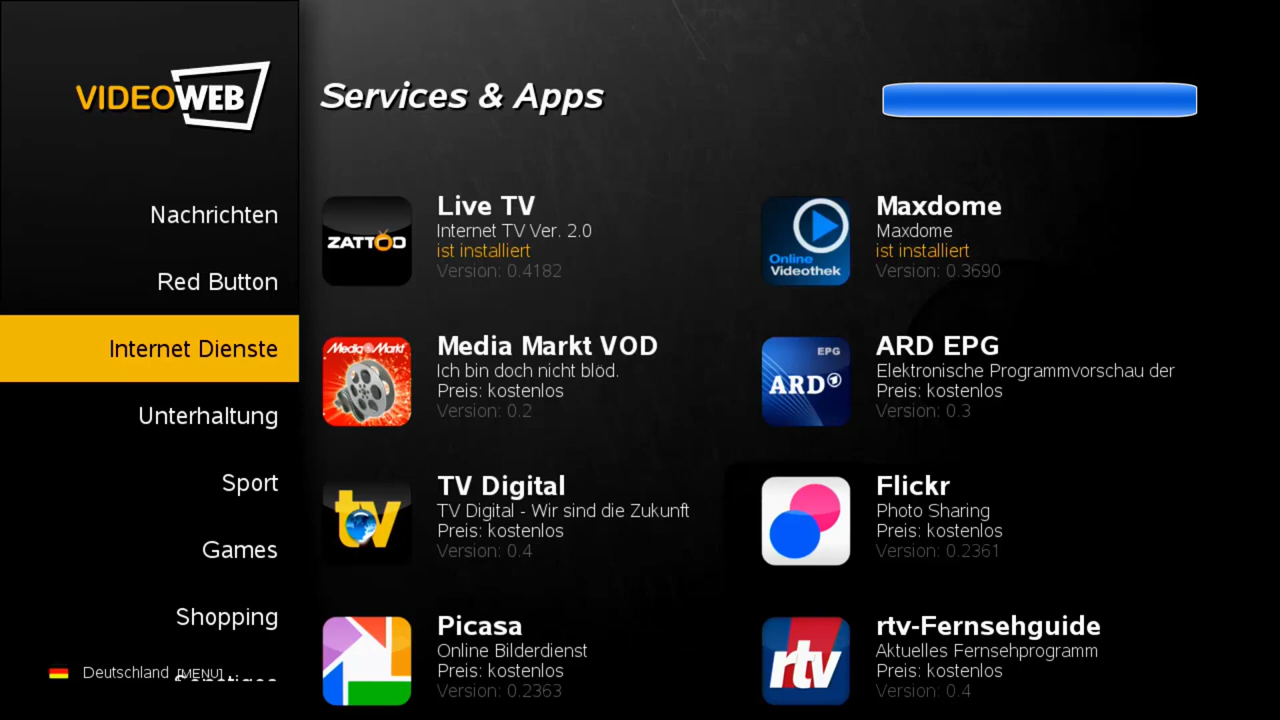 VIDEOWEB
Services & Apps
Nachrichten
Red Button
Internet Dienste
Unterhaltung
Sport
Games
Shopping
Sonstiges
Deutschland [MENU]
ZATTOO
Live TV
Internet TV Ver. 2.0
ist installiert
Version: 0.4182
Online
Videothek
Maxdome
Maxdome
ist installiert
Version: 0.3690
Media Markt
Media Markt VOD
Ich bin doch nicht blöd.
Preis: kostenlos
Version: 0.2
EPG
ARD
ARD EPG
Elektronische Programmvorschau der
Preis: kostenlos
Version: 0.3
tv
TV Digital
TV Digital - Wir sind die Zukunft
Preis: kostenlos
Version: 0.4
Flickr
Photo Sharing
Preis: kostenlos
Version: 0.2361
Picasa
Online Bilderdienst
Preis: kostenlos
Version: 0.2363
rtv
rtv-Fernsehguide
Aktuelles Fernsehprogramm
Preis: kostenlos
Version: 0.4